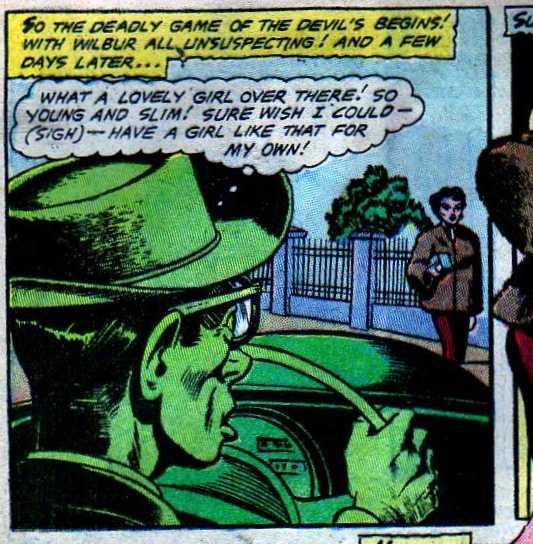 SO THE DEADLY GAME OF THE DEVIL'S BEGINS!
WITH WILBUR ALL UNSUSPECTING! AND A FEW
DAYS LATER...
WHAT A LOVELY GIRL OVER THERE! SO
YOUNG AND SLIM! SURE WISH I COULD—
(SIGH)—HAVE A GIRL LIKE THAT FOR
MY OWN!